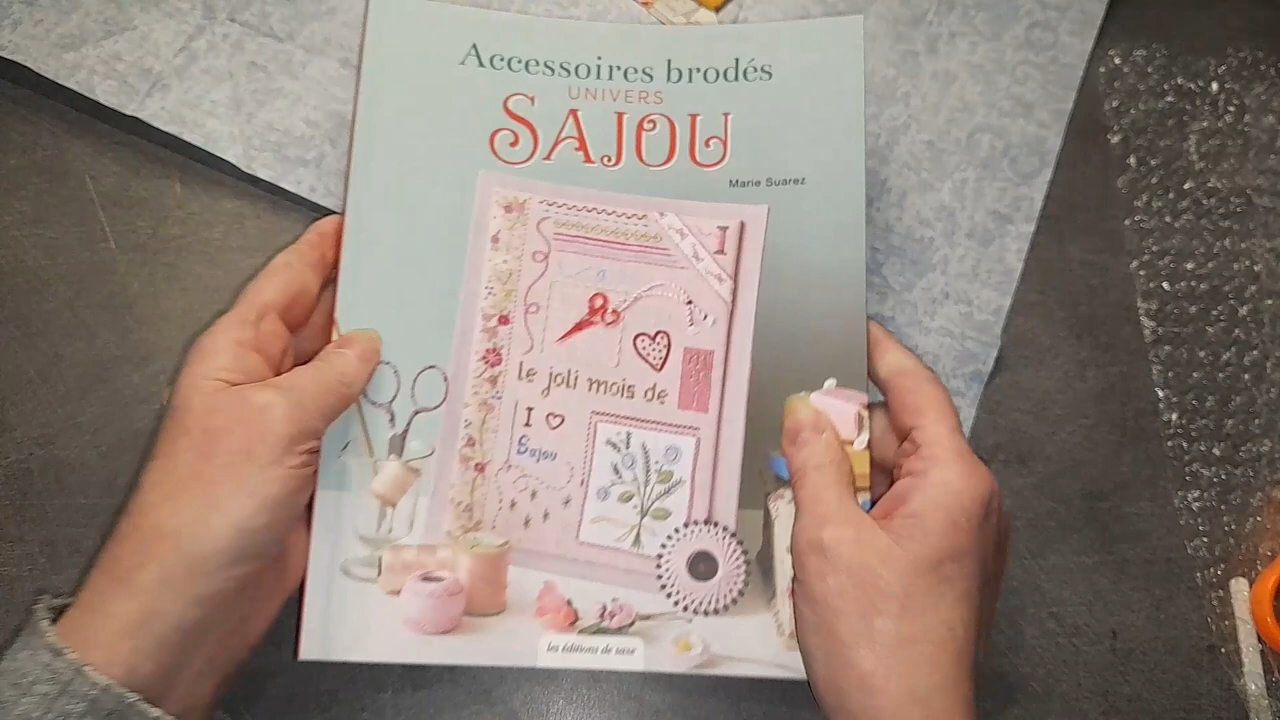 Accessoires brodés
UNIVERS
SAJOU
Marie Suarez
le joli mois de
I
Sajou
les éditions de saxe